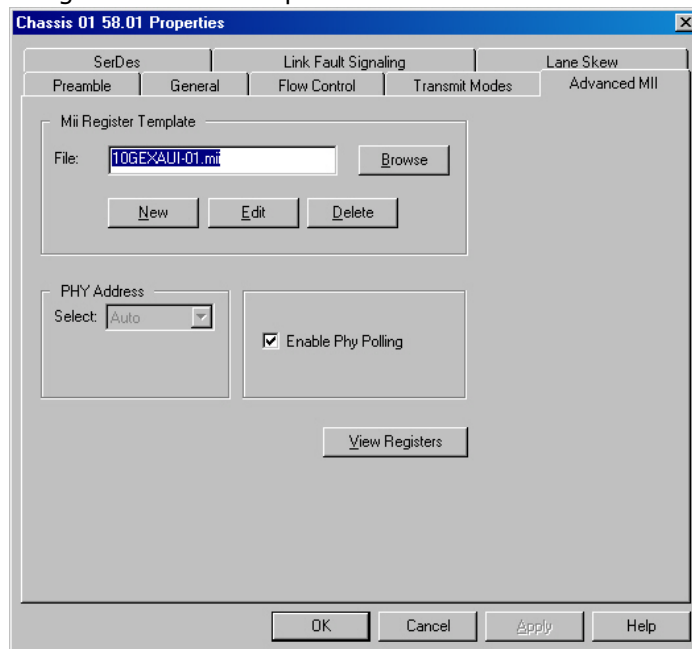 Chassis 01 58.01 Properties
SerDes Link Fault Signaling Lane Skew
Preamble General Flow Control Transmit Modes Advanced MII
Mii Register Template
File: 10GEXAUI-01.mii Browse
New Edit Delete
PHY Address
Select: Auto
Enable Phy Polling
View Registers
OK Cancel Apply Help